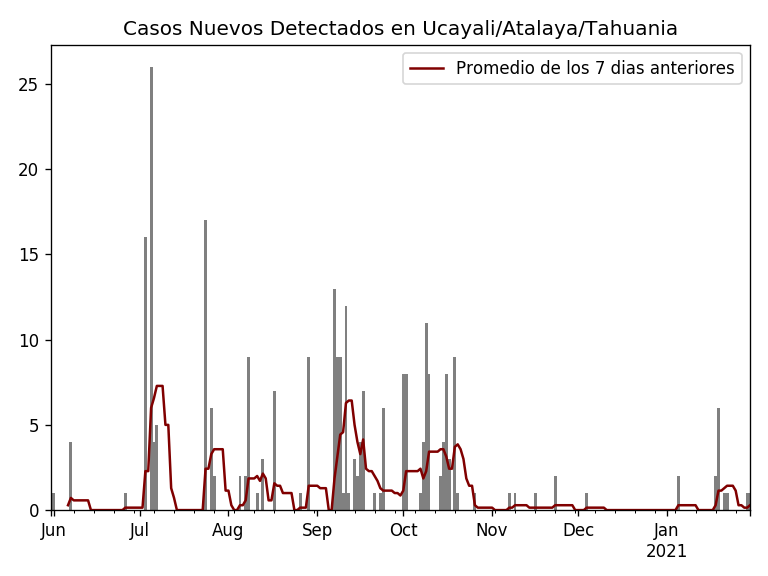 Casos Nuevos Detectados en Ucayali/Atalaya/Tahuania
Promedio de los 7 dias anteriores
25
20
15
10
5
0
Jun Jul Aug Sep Oct Nov Dec Jan
2021